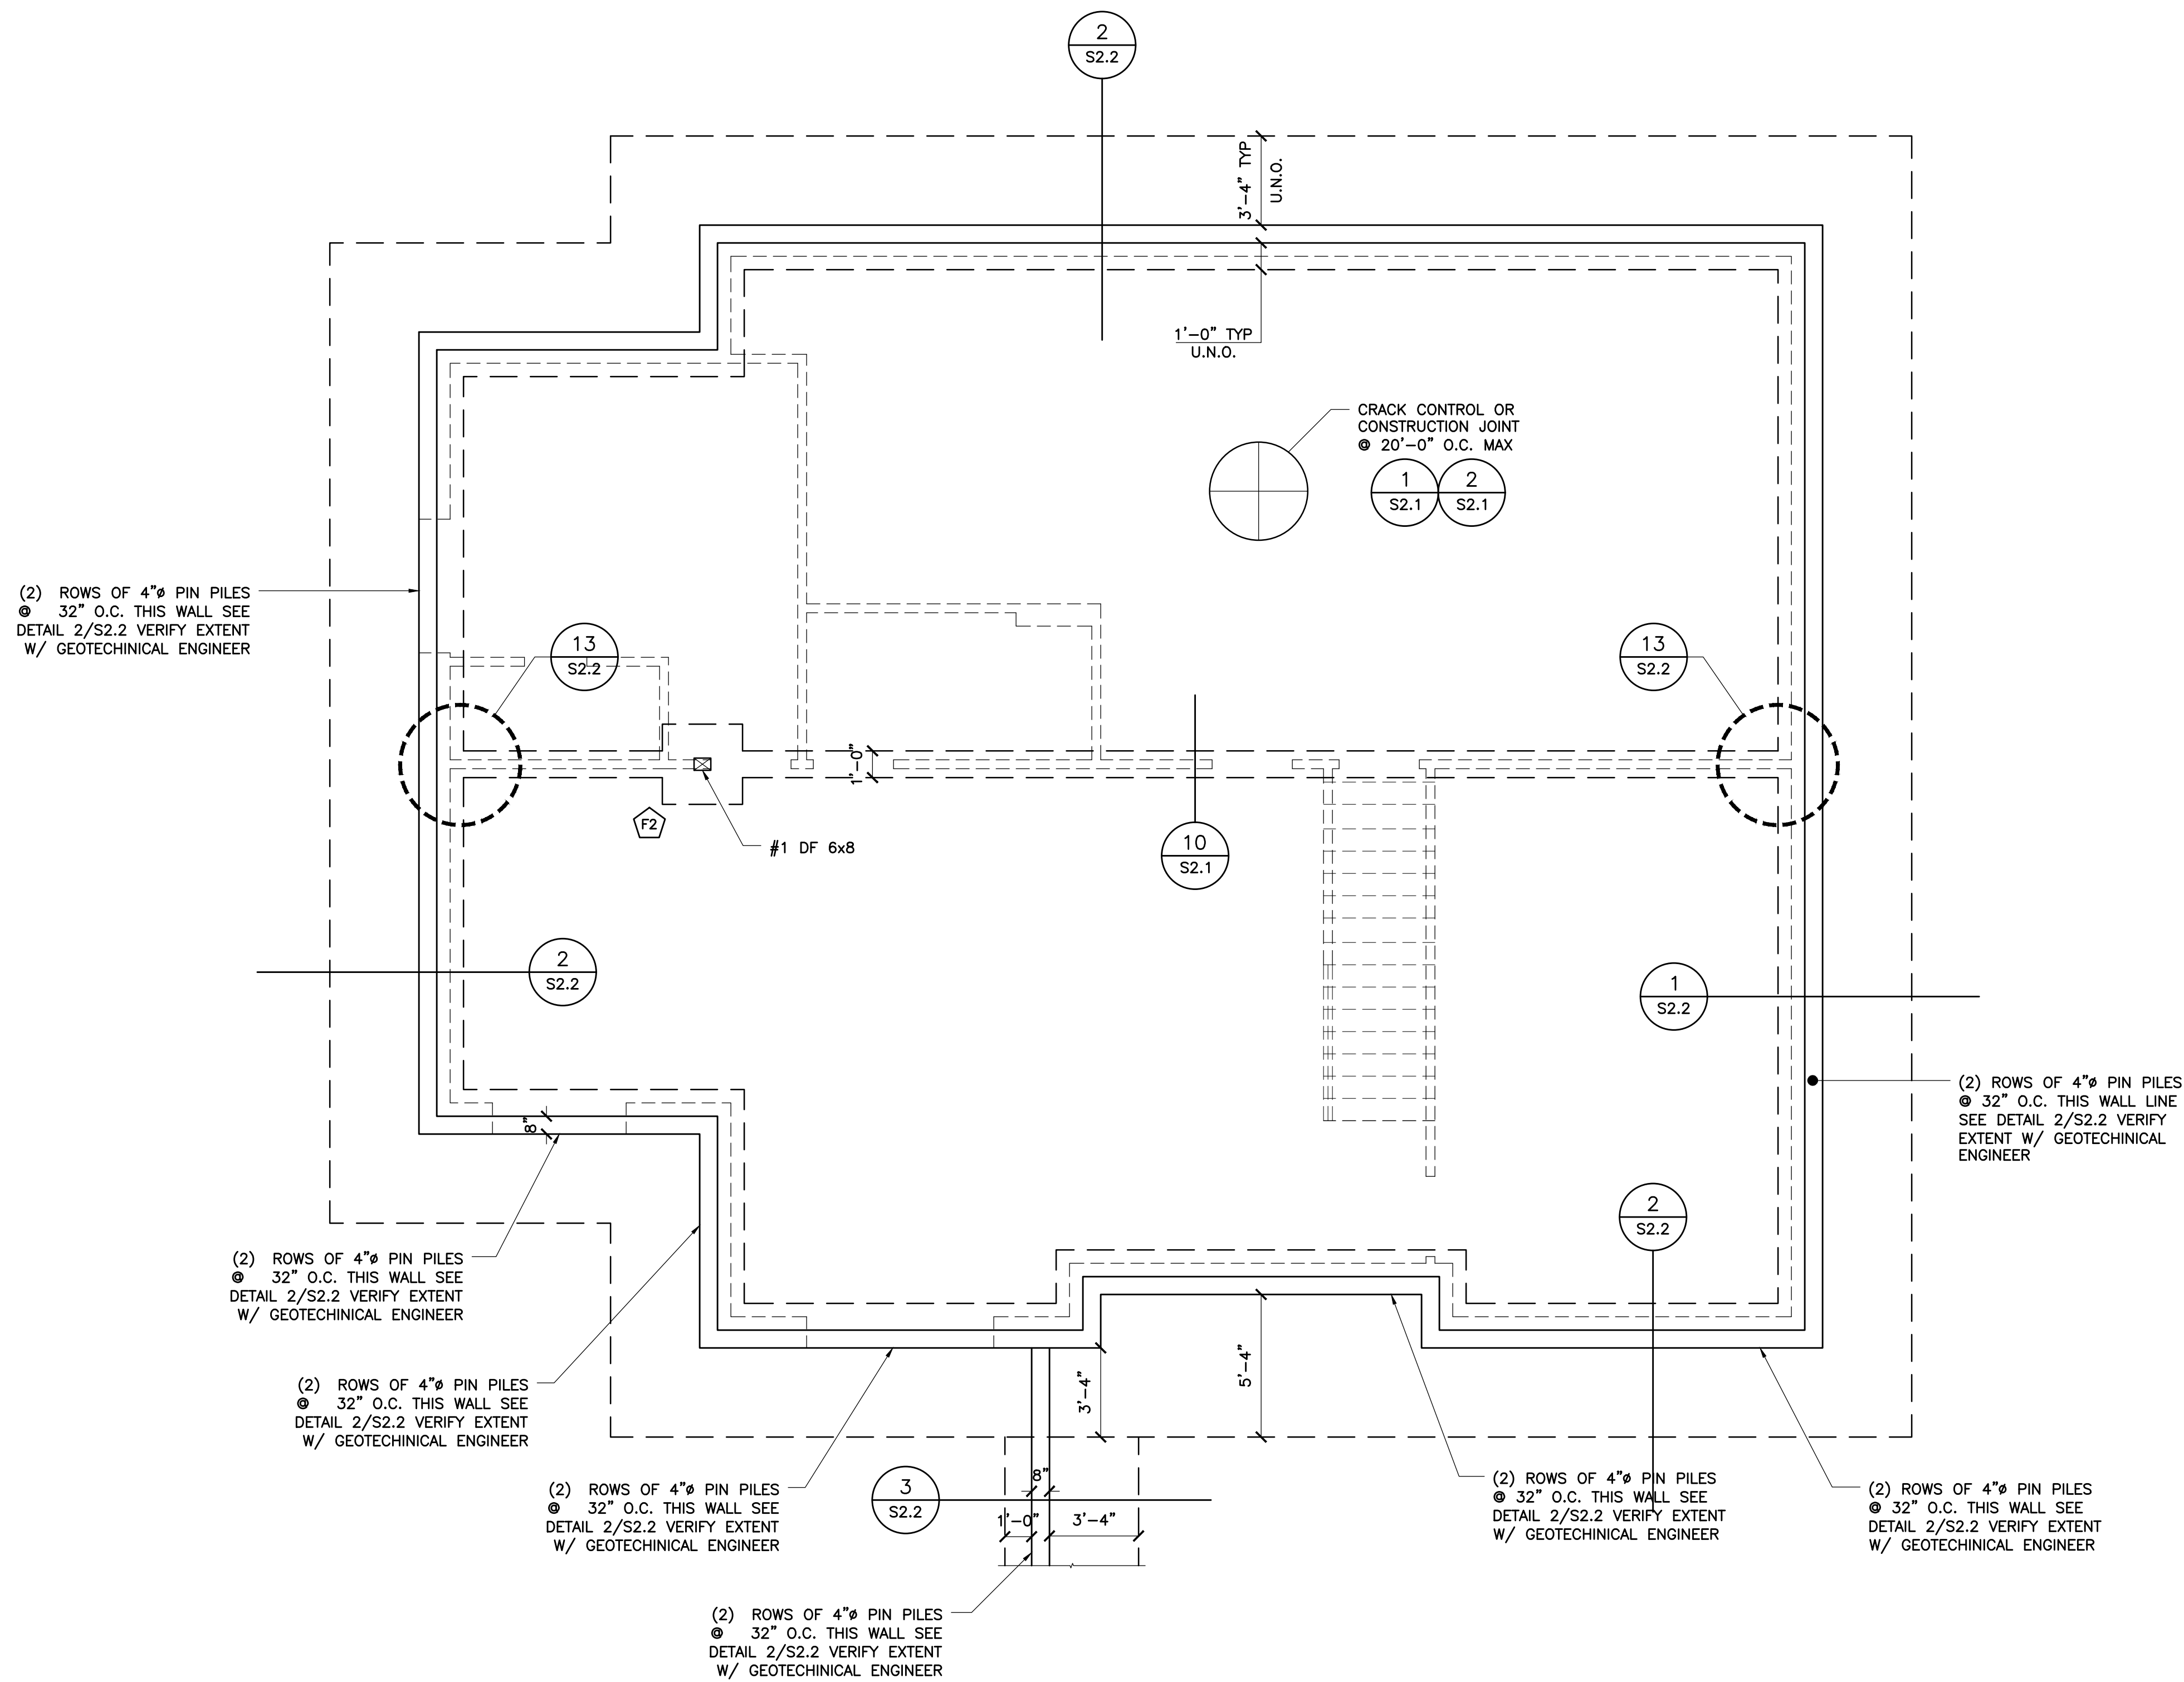 2
S2.2
3'-4" TYP
U.N.O.
1'-0" TYP
U.N.O.
CRACK CONTROL OR
CONSTRUCTION JOINT
@ 20'-0" O.C. MAX
1
S2.1
2
S2.1
(2) ROWS OF 4"ø PIN PILES
@ 32" O.C. THIS WALL SEE
DETAIL 2/S2.2 VERIFY EXTENT
W/ GEOTECHINICAL ENGINEER
13
S2.2
13
S2.2
1'-0"
F2
#1 DF 6x8
10
S2.1
2
S2.2
1
S2.2
(2) ROWS OF 4"ø PIN PILES
@ 32" O.C. THIS WALL LINE
SEE DETAIL 2/S2.2 VERIFY
EXTENT W/ GEOTECHINICAL
ENGINEER
8"
2
S2.2
(2) ROWS OF 4"ø PIN PILES
@ 32" O.C. THIS WALL SEE
DETAIL 2/S2.2 VERIFY EXTENT
W/ GEOTECHINICAL ENGINEER
(2) ROWS OF 4"ø PIN PILES
@ 32" O.C. THIS WALL SEE
DETAIL 2/S2.2 VERIFY EXTENT
W/ GEOTECHINICAL ENGINEER
3'-4"
5'-4"
(2) ROWS OF 4"ø PIN PILES
@ 32" O.C. THIS WALL SEE
DETAIL 2/S2.2 VERIFY EXTENT
W/ GEOTECHINICAL ENGINEER
3
S2.2
8"
1'-0"
3'-4"
(2) ROWS OF 4"ø PIN PILES
@ 32" O.C. THIS WALL SEE
DETAIL 2/S2.2 VERIFY EXTENT
W/ GEOTECHINICAL ENGINEER
(2) ROWS OF 4"ø PIN PILES
@ 32" O.C. THIS WALL SEE
DETAIL 2/S2.2 VERIFY EXTENT
W/ GEOTECHINICAL ENGINEER
(2) ROWS OF 4"ø PIN PILES
@ 32" O.C. THIS WALL SEE
DETAIL 2/S2.2 VERIFY EXTENT
W/ GEOTECHINICAL ENGINEER